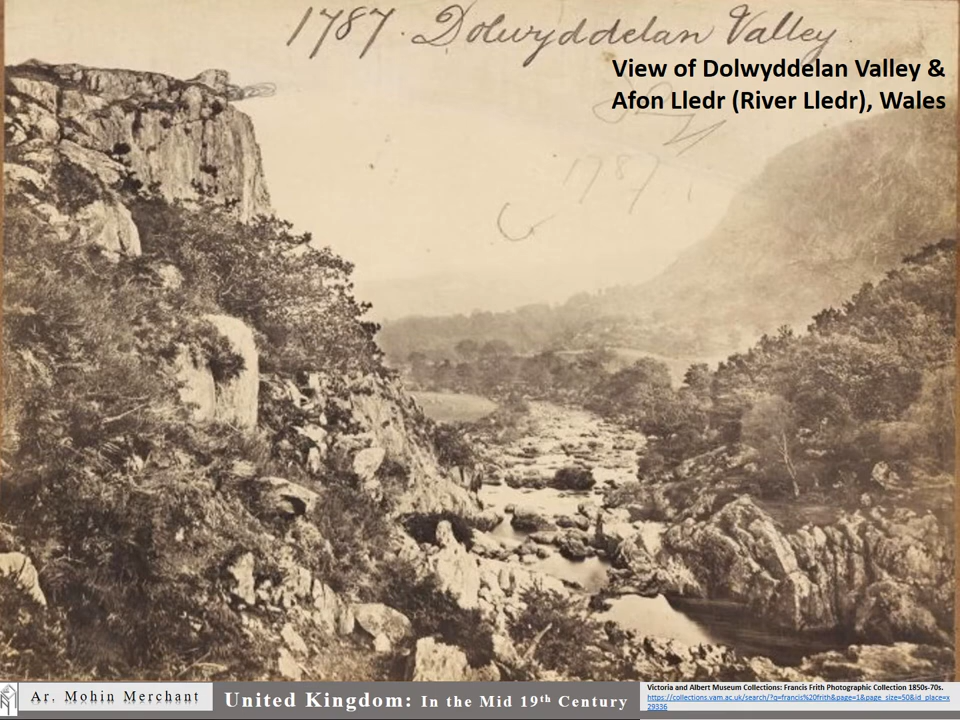 1787. Dolwyddelan Valley.
View of Dolwyddelan Valley &
Afon Lledr (River Lledr), Wales
1787
Ar. Mohin Merchant
United Kingdom: In the Mid 19th Century
Victoria and Albert Museum Collections: Francis Frith Photographic Collection 1850s-70s.
https://collections.vam.ac.uk/search/?q=francis%20frith&page=1&page_size=50&id_place=x
29336